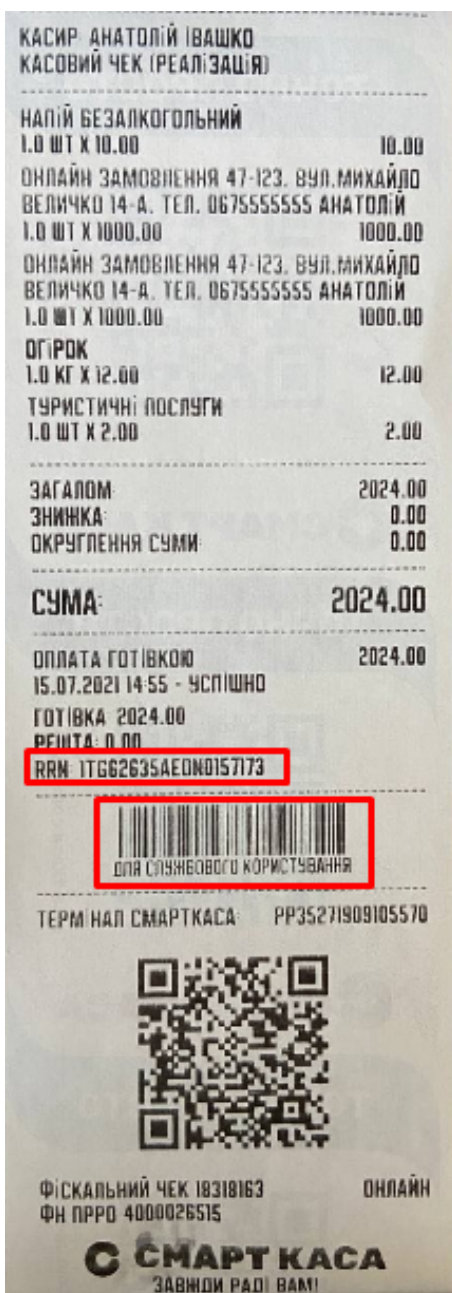 КАСИР: АНАТОЛІЙ ІВАШКО
КАСОВИЙ ЧЕК (РЕАЛІЗАЦІЯ)
НАПІЙ БЕЗАЛКОГОЛЬНИЙ
1.0 ШТ X 10.00 10.00
ОНЛАЙН ЗАМОВЛЕННЯ 47-123. ВУЛ.МИХАЙЛО
ВЕЛИЧКО 14-А. ТЕЛ. 0675555555 АНАТОЛІЙ
1.0 ШТ X 1000.00 1000.00
ОНЛАЙН ЗАМОВЛЕННЯ 47-123. ВУЛ.МИХАЙЛО
ВЕЛИЧКО 14-А. ТЕЛ. 0675555555 АНАТОЛІЙ
1.0 ШТ X 1000.00 1000.00
ОГІРОК
1.0 КГ X 12.00 12.00
ТУРИСТИЧНІ ПОСЛУГИ
1.0 ШТ X 2.00 2.00
ЗАГАЛОМ: 2024.00
ЗНИЖКА: 0.00
ОКРУГЛЕННЯ СУМИ: 0.00
СУМА: 2024.00
ОПЛАТА ГОТІВКОЮ 2024.00
15.07.2021 14:55 - УСПІШНО
ГОТІВКА: 2024.00
РЕШТА: 0.00
RRN: 1TG62635AEDN0157173
ДЛЯ СЛУЖБОВОГО КОРИСТУВАННЯ
ТЕРМІНАЛ СМАРТКАСА: PP35271909105570
ФІСКАЛЬНИЙ ЧЕК 18318163 ОНЛАЙН
ФН ПРРО 4000026515
СМАРТ КАСА
ЗАВЖДИ РАДІ ВАМ!